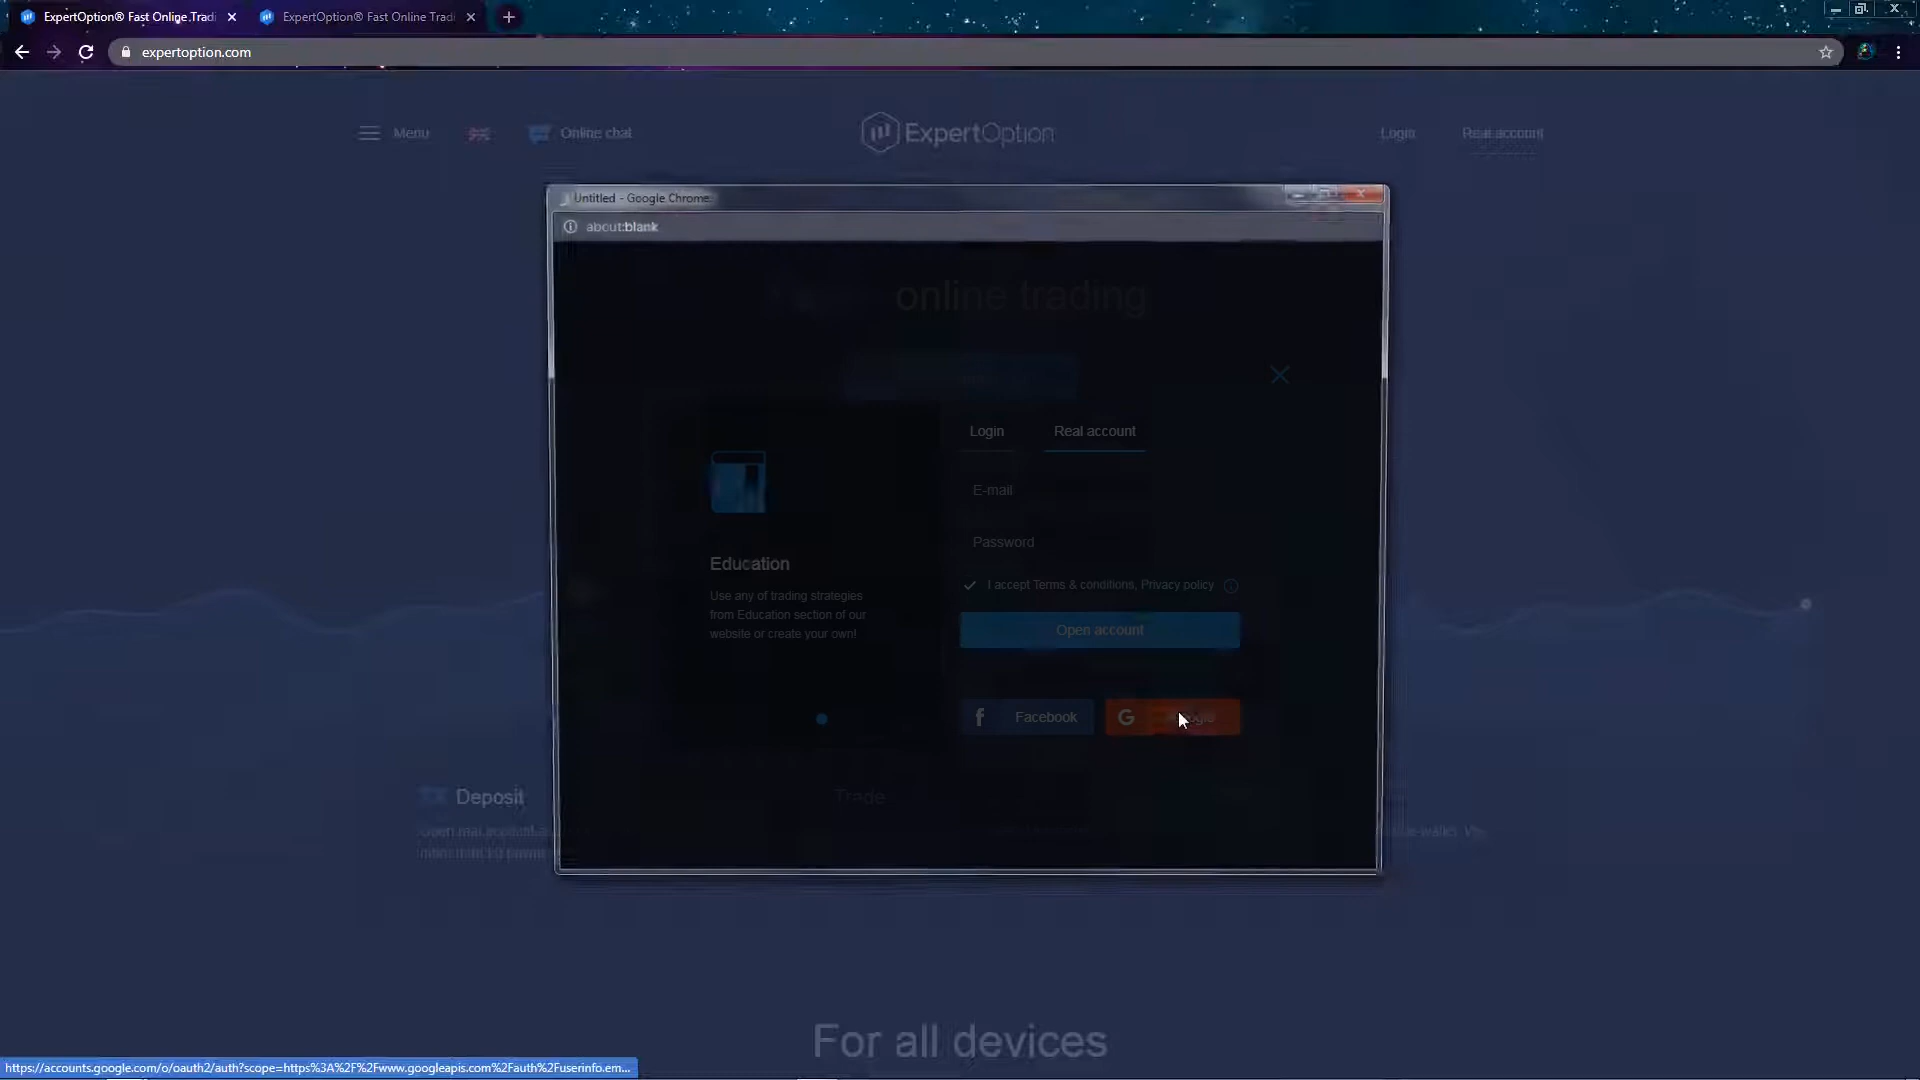 ExpertOption® Fast Online Tradi
ExpertOption® Fast Online Tradi
expertoption.com
Menu
Online chat
ExpertOption
Login
Real account
Untitled - Google Chrome
about:blank
online trading
Login
Real account
E-mail
Password
I accept Terms & conditions, Privacy policy
Open account
Education
Use any of trading strategies
from Education section of our
website or create your own!
Facebook
G
Deposit
Trade
For all devices
https://accounts.google.com/o/oauth2/auth?scope=https%3A%2F%2Fwww.googleapis.com%2Fauth%2Fuserinfo.em...